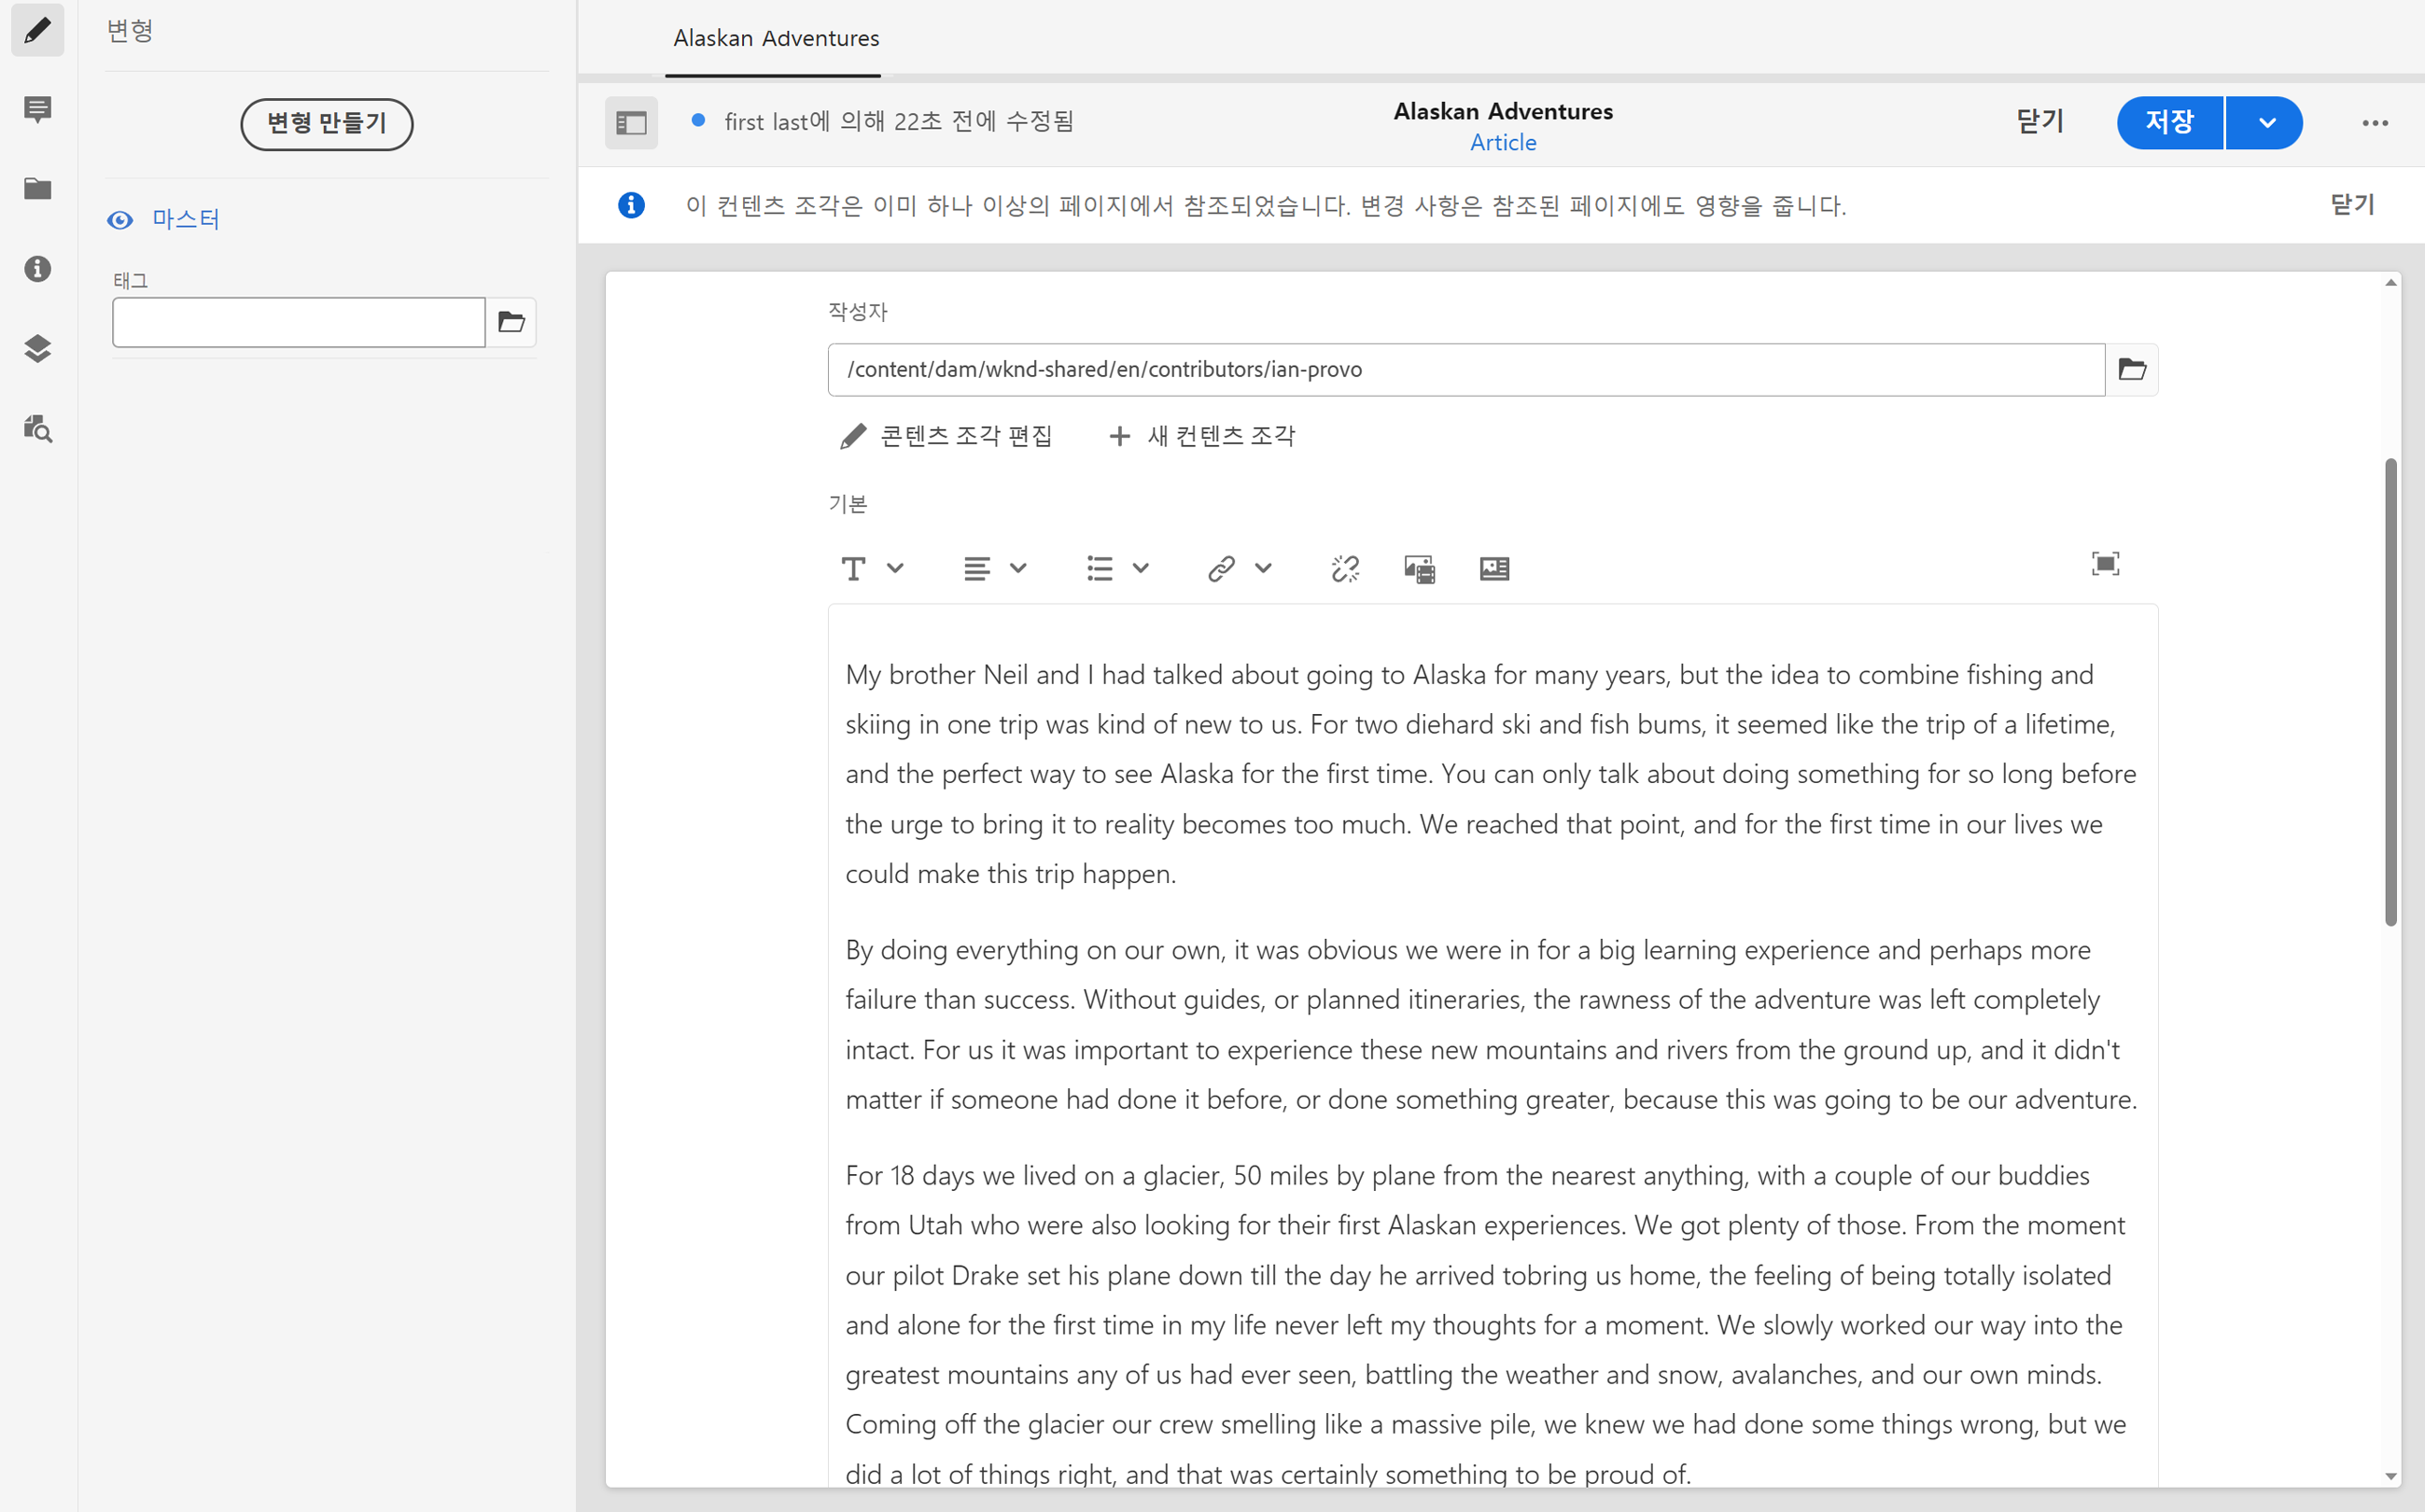 변형
변형 만들기
마스터
태그
Alaskan Adventures
first last에 의해 22초 전에 수정됨
Alaskan Adventures
Article
닫기
저장
이 컨텐츠 조각은 이미 하나 이상의 페이지에서 참조되었습니다. 변경 사항은 참조된 페이지에도 영향을 줍니다.
닫기
작성자
/content/dam/wknd-shared/en/contributors/ian-provo
콘텐츠 조각 편집
새 컨텐츠 조각
기본
My brother Neil and I had talked about going to Alaska for many years, but the idea to combine fishing and
skiing in one trip was kind of new to us. For two diehard ski and fish bums, it seemed like the trip of a lifetime,
and the perfect way to see Alaska for the first time. You can only talk about doing something for so long before
the urge to bring it to reality becomes too much. We reached that point, and for the first time in our lives we
could make this trip happen.
By doing everything on our own, it was obvious we were in for a big learning experience and perhaps more
failure than success. Without guides, or planned itineraries, the rawness of the adventure was left completely
intact. For us it was important to experience these new mountains and rivers from the ground up, and it didn't
matter if someone had done it before, or done something greater, because this was going to be our adventure.
For 18 days we lived on a glacier, 50 miles by plane from the nearest anything, with a couple of our buddies
from Utah who were also looking for their first Alaskan experiences. We got plenty of those. From the moment
our pilot Drake set his plane down till the day he arrived tobring us home, the feeling of being totally isolated
and alone for the first time in my life never left my thoughts for a moment. We slowly worked our way into the
greatest mountains any of us had ever seen, battling the weather and snow, avalanches, and our own minds.
Coming off the glacier our crew smelling like a massive pile, we knew we had done some things wrong, but we
did a lot of things right, and that was certainly something to be proud of.